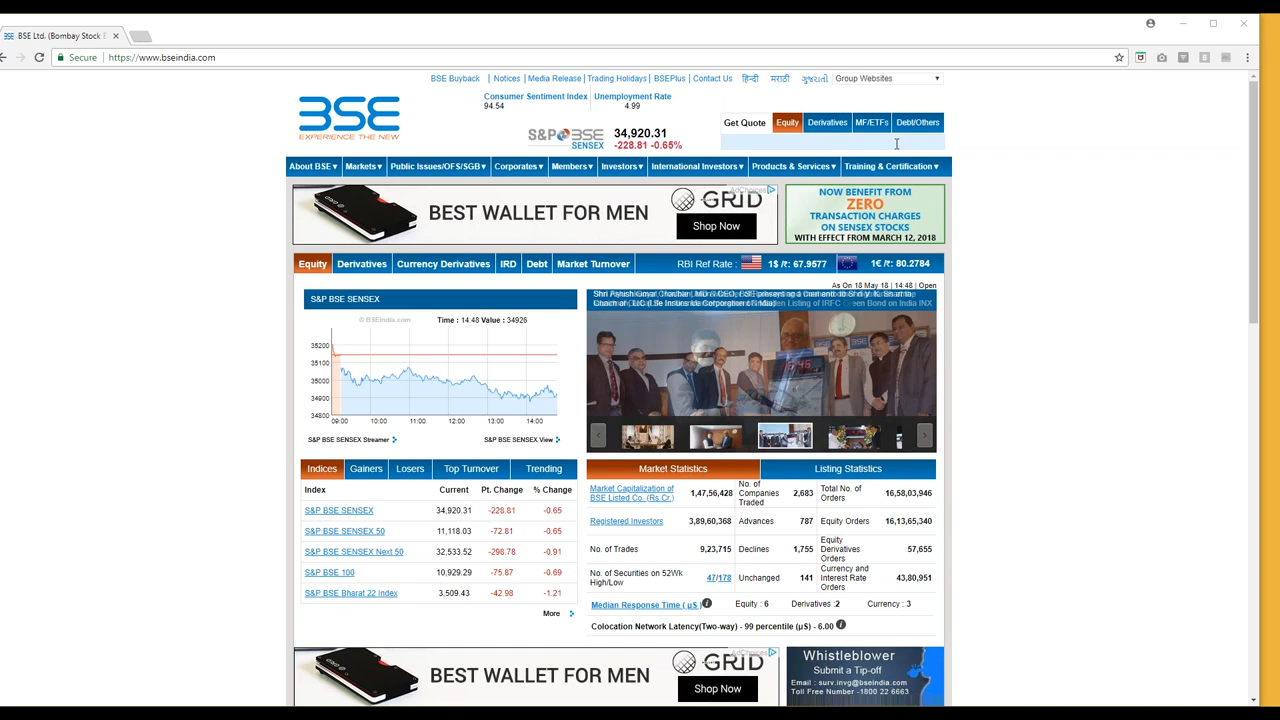 BSE Ltd. (Bombay Stock E
Secure
https://www.bseindia.com
BSE Buyback | Notices | Media Release | Trading Holidays | BSEPlus | Contact Us हिन्दी मराठी ગુજરાતી Group Websites
Consumer Sentiment Index
94.54
Unemployment Rate
4.99
BSE
EXPERIENCE THE NEW
S&P BSE
SENSEX
34,920.31
-228.81 -0.65%
Get Quote Equity Derivatives MF/ETFs Debt/Others
About BSE Markets Public Issues/OFS/SGB Corporates Members Investors International Investors Products & Services Training & Certification
BEST WALLET FOR MEN
GRID
Shop Now
AdChoices
NOW BENEFIT FROM
ZERO
TRANSACTION CHARGES
ON SENSEX STOCKS
WITH EFFECT FROM MARCH 12, 2018
Equity Derivatives Currency Derivatives IRD Debt Market Turnover RBI Ref Rate : 1$ /₹: 67.9577 1€ /₹: 80.2784
As On 18 May 18 | Open
S&P BSE SENSEX
© BSEIndia.com
Time : 14:48 Value : 34926
35200
35100
35000
34900
34800
09:00 10:00 11:00 12:00 13:00 14:00
S&P BSE SENSEX Streamer
S&P BSE SENSEX View
Indices Gainers Losers Top Turnover Trending
Index Current Pt. Change % Change
S&P BSE SENSEX 34,920.31 -228.81 -0.65
S&P BSE SENSEX 50 11,118.03 -72.81 -0.65
S&P BSE SENSEX Next 50 32,533.52 -298.78 -0.91
S&P BSE 100 10,929.29 -75.87 -0.69
S&P BSE Bharat 22 Index 3,509.43 -42.98 -1.21
More
Market Statistics Listing Statistics
Market Capitalization of
BSE Listed Co. (Rs.Cr.)
1,47,56,428
No. of
Companies
Traded
2,683
Total No. of
Orders
16,58,03,946
Registered Investors 3,89,60,368 Advances 787 Equity Orders 16,13,65,340
No. of Trades 9,23,715 Declines 1,755
Equity
Derivatives
Orders
57,655
No. of Securities on 52Wk
High/Low
47/178
Unchanged 141
Currency and
Interest Rate
Orders
43,80,951
Median Response Time ( µS ) Equity : 6 Derivatives :2 Currency : 3
Colocation Network Latency(Two-way) - 99 percentile (µS) - 6.00
BEST WALLET FOR MEN
GRID
Shop Now
AdChoices
Whistleblower
Submit a Tip-off
Email : surv.invg@bseindia.com
Toll Free Number -1800 22 6663